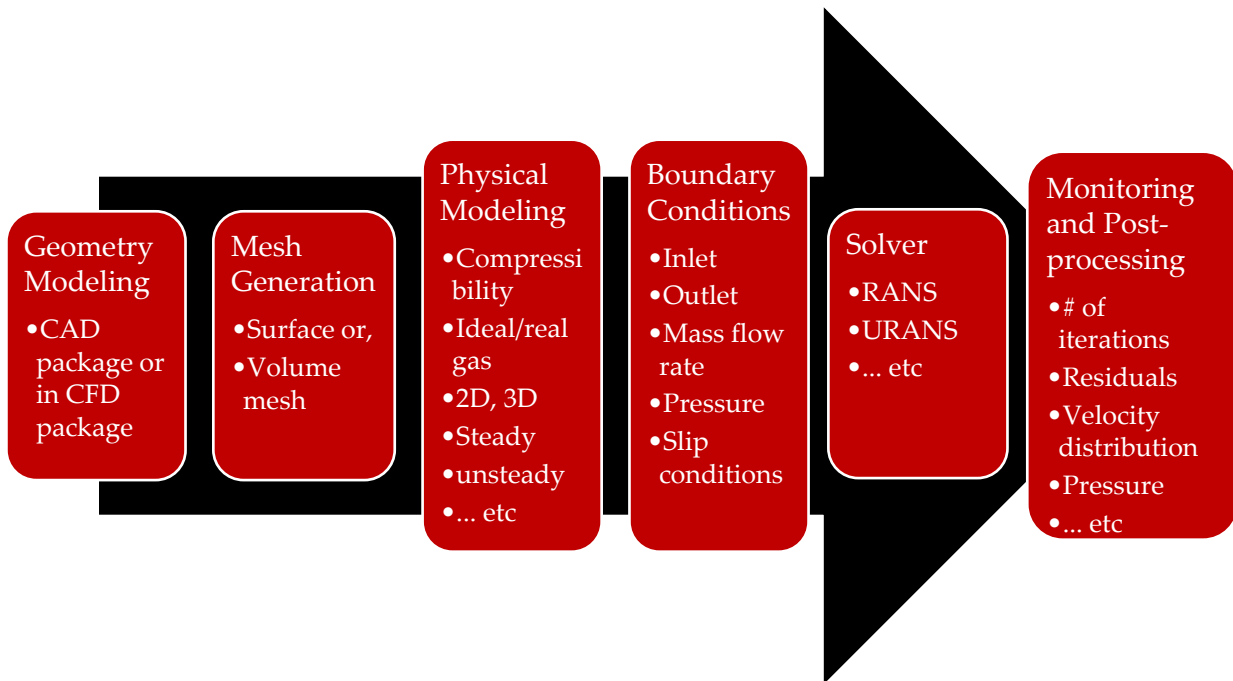 Geometry
Modeling
•CAD
package or
in CFD
package
Mesh
Generation
•Surface or,
•Volume
mesh
Physical
Modeling
•Compressi
bility
•Ideal/real
gas
•2D, 3D
•Steady
•unsteady
•... etc
Boundary
Conditions
•Inlet
•Outlet
•Mass flow
rate
•Pressure
•Slip
conditions
Solver
•RANS
•URANS
•... etc
Monitoring
and Post-
processing
•# of
iterations
•Residuals
•Velocity
distribution
•Pressure
•... etc